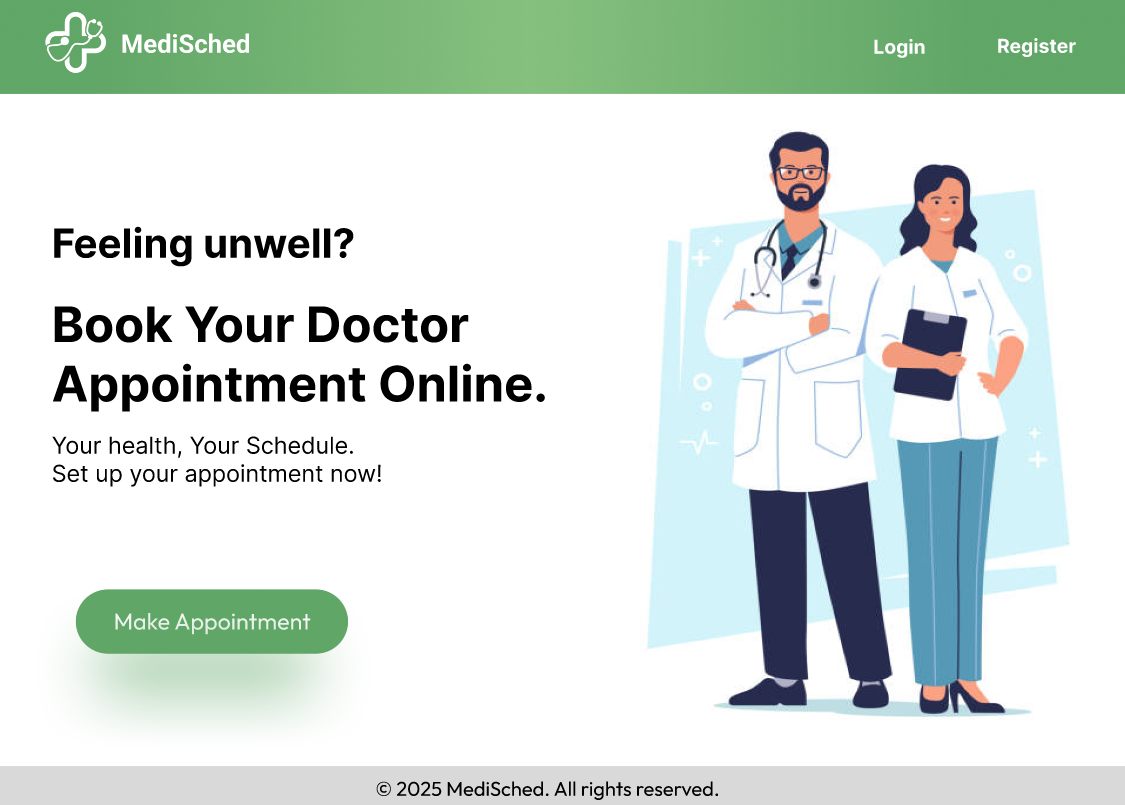 MediSched
Login
Register
Feeling unwell?
Book Your Doctor
Appointment Online.
Your health, Your Schedule.
Set up your appointment now!
Make Appointment
© 2025 MediSched. All rights reserved.